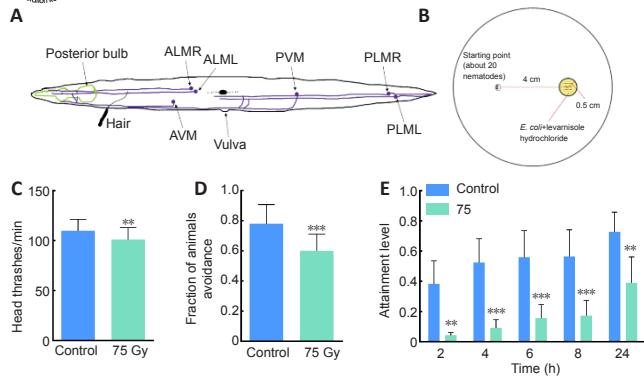 A
Posterior bulb
ALMR
ALML
PVM
PLMR
Hair
AVM
Vulva
PLML
B
Starting point
(about 20
nematodes)
4 cm
0.5 cm
E. coli+levamisole
hydrochloride
C
Head thrashes/min
150
100
50
0
**
Control
75 Gy
D
Fraction of animals
avoidance
1.0
0.8
0.6
0.4
0.2
0
***
Control
75 Gy
E
Control
75
Attainment level
1.0
0.8
0.6
0.4
0.2
0
**
***
***
***
**
2
4
6
8
24
Time (h)